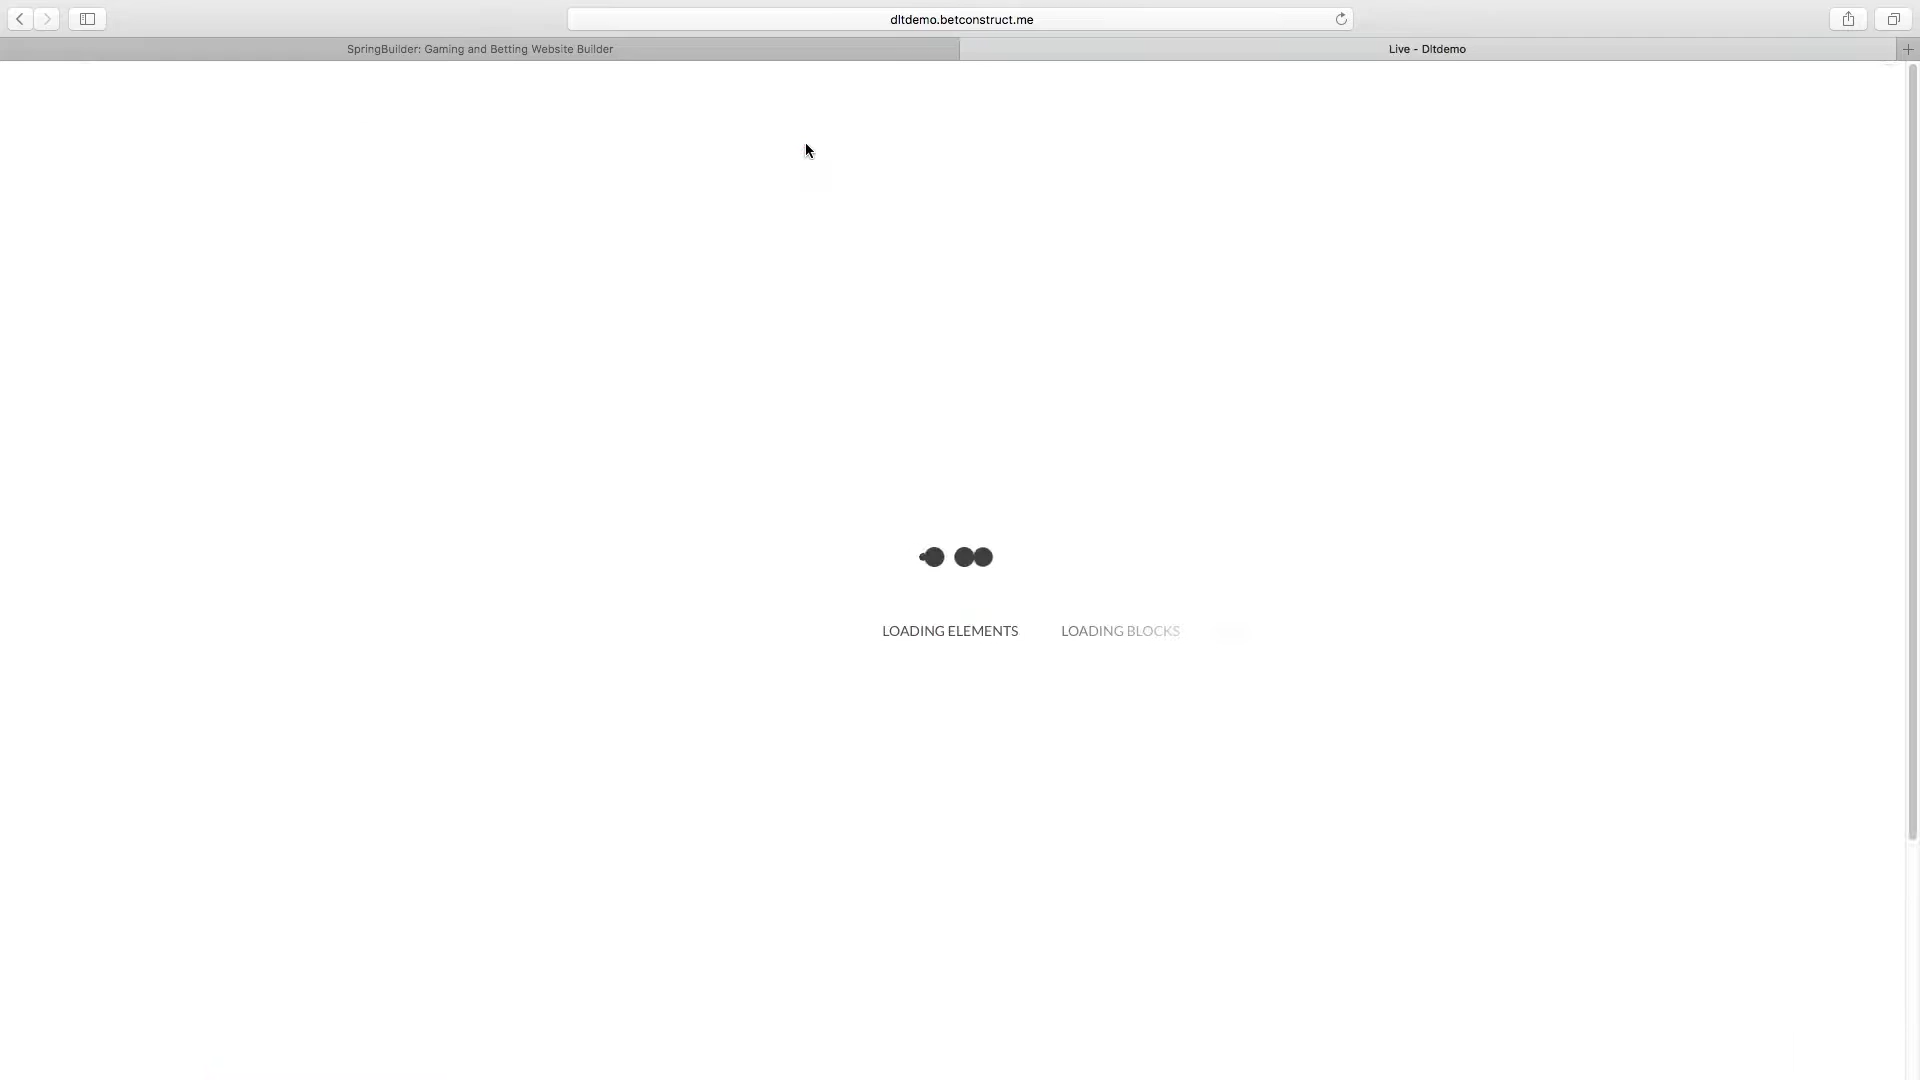 dltdemo.betconstruct.me
SpringBuilder: Gaming and Betting Website Builder
Live - Dltdemo
LOADING ELEMENTS
LOADING BLOCKS